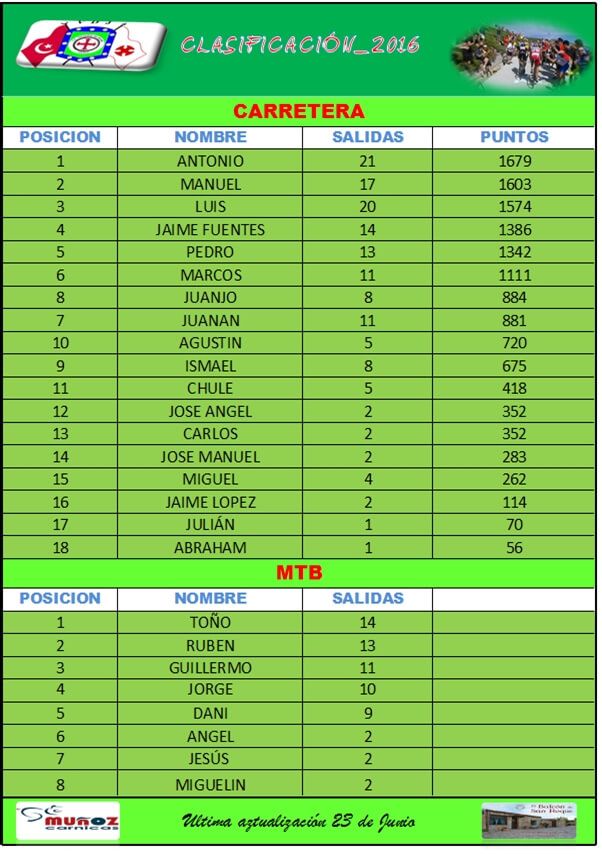 CLASIFICACIÓN_2016
CARRETERA
POSICION NOMBRE SALIDAS PUNTOS
1 ANTONIO 21 1679
2 MANUEL 17 1603
3 LUIS 20 1574
4 JAIME FUENTES 14 1386
5 PEDRO 13 1342
6 MARCOS 11 1111
8 JUANJO 8 884
7 JUANAN 11 881
10 AGUSTIN 5 720
9 ISMAEL 8 675
11 CHULE 5 418
12 JOSE ANGEL 2 352
13 CARLOS 2 352
14 JOSE MANUEL 2 283
15 MIGUEL 4 262
16 JAIME LOPEZ 2 114
17 JULIÁN 1 70
18 ABRAHAM 1 56
MTB
POSICION NOMBRE SALIDAS
1 TOÑO 14
2 RUBEN 13
3 GUILLERMO 11
4 JORGE 10
5 DANI 9
6 ANGEL 2
7 JESÚS 2
8 MIGUELIN 2
MUÑOZ
carnicas
Ultima aztualización 23 de Junio
El Balcón de
San Roque